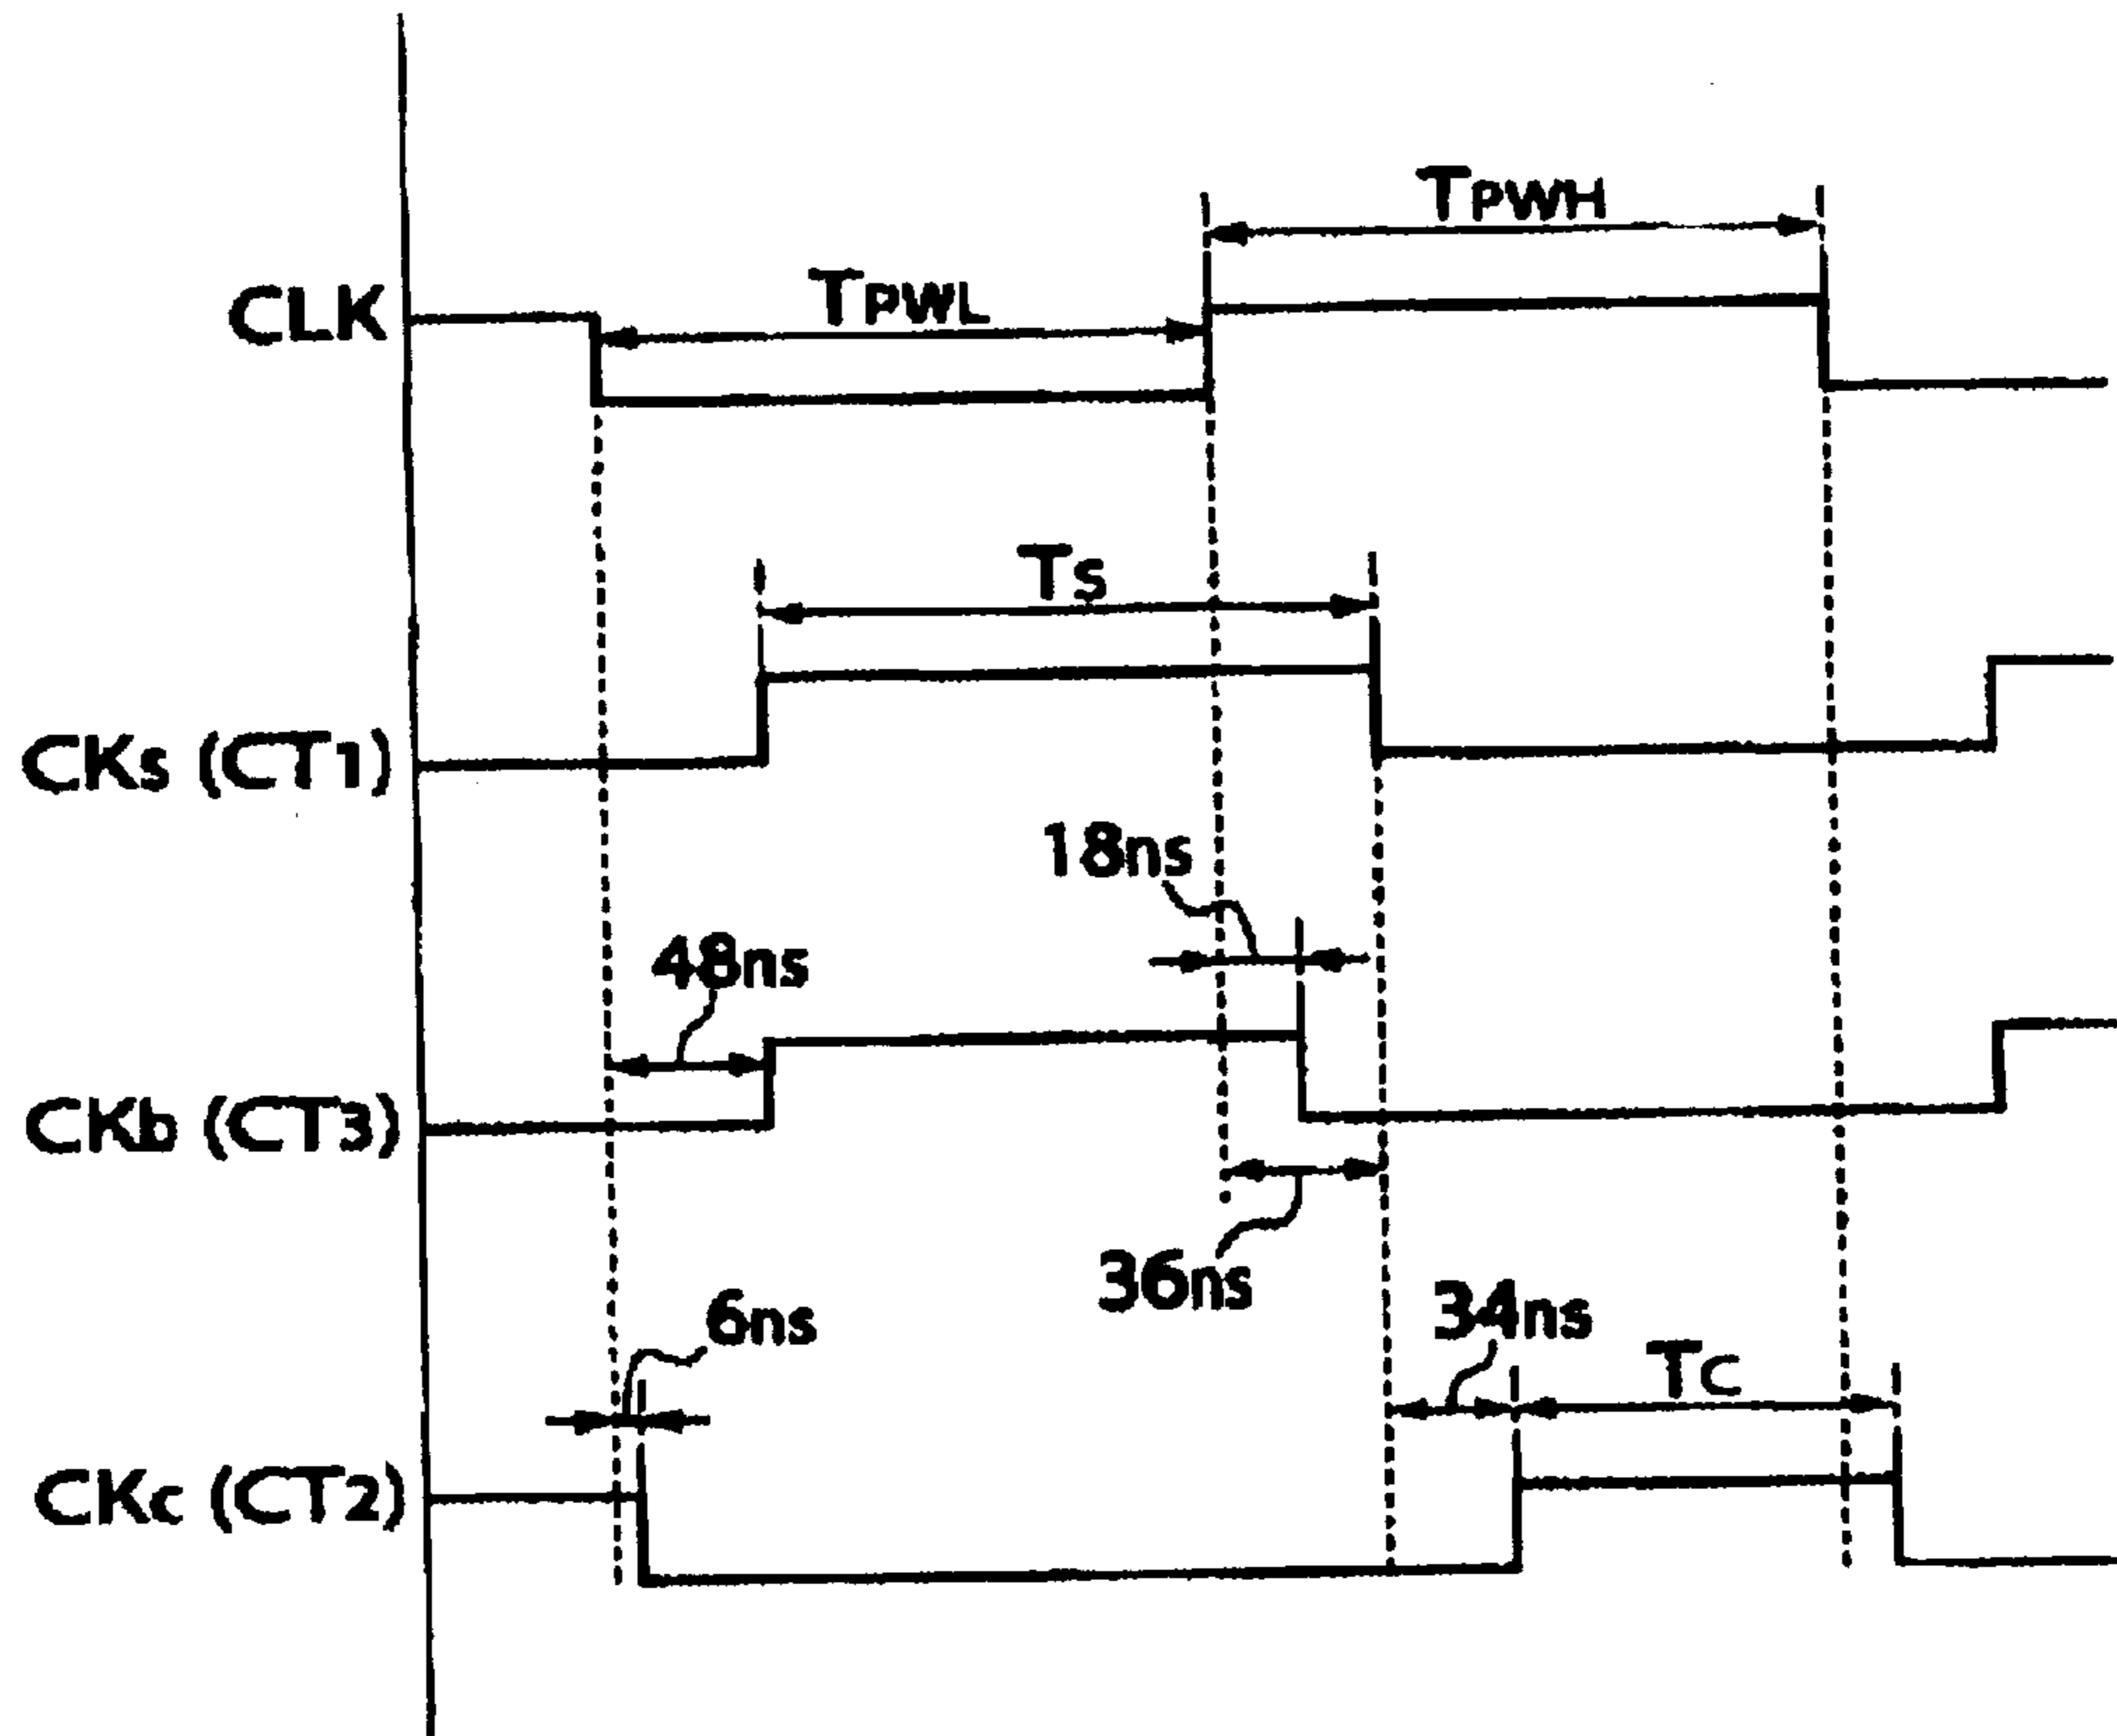 TPWH
CLK
TPWL
Ts
CKs (CT1)
18ns
48ns
CKb (CT3)
36ns
6ns
34ns
Tc
CKc (CT2)